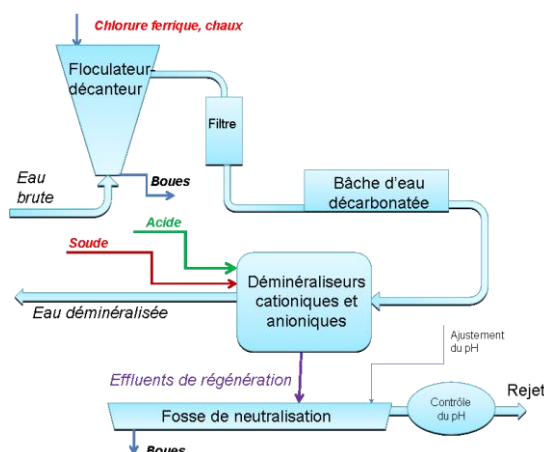 Chlorure ferrique, chaux
Floculateur-
décanteur
Filtre
Eau
brute
Boues
Bâche d'eau
décarbonatée
Acide
Soude
Déminéraliseurs
cationiques et
anioniques
Eau déminéralisée
Ajustement
du pH
Effluents de régénération
Rejet
Contrôle
du pH
Fosse de neutralisation
Boues